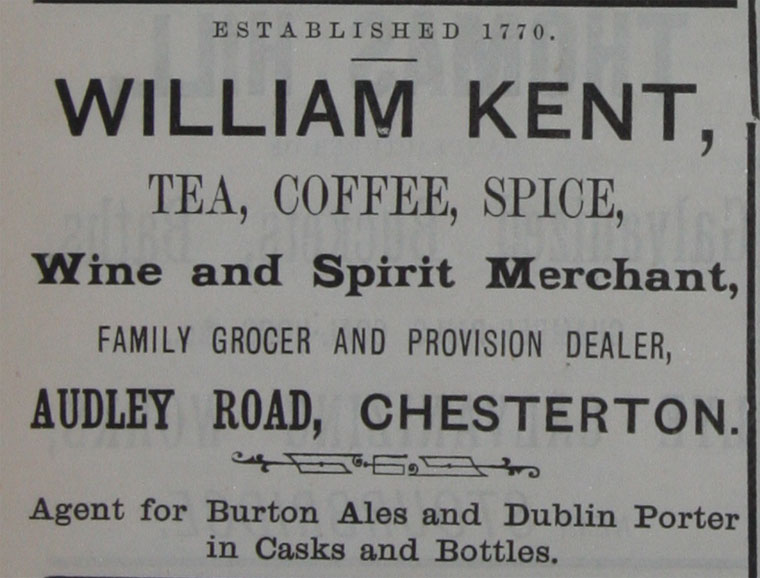 ESTABLISHED 1770.
WILLIAM KENT,
TEA, COFFEE, SPICE,
Wine and Spirit Merchant,
FAMILY GROCER AND PROVISION DEALER,
AUDLEY ROAD, CHESTERTON.
Agent for Burton Ales and Dublin Porter
in Casks and Bottles.